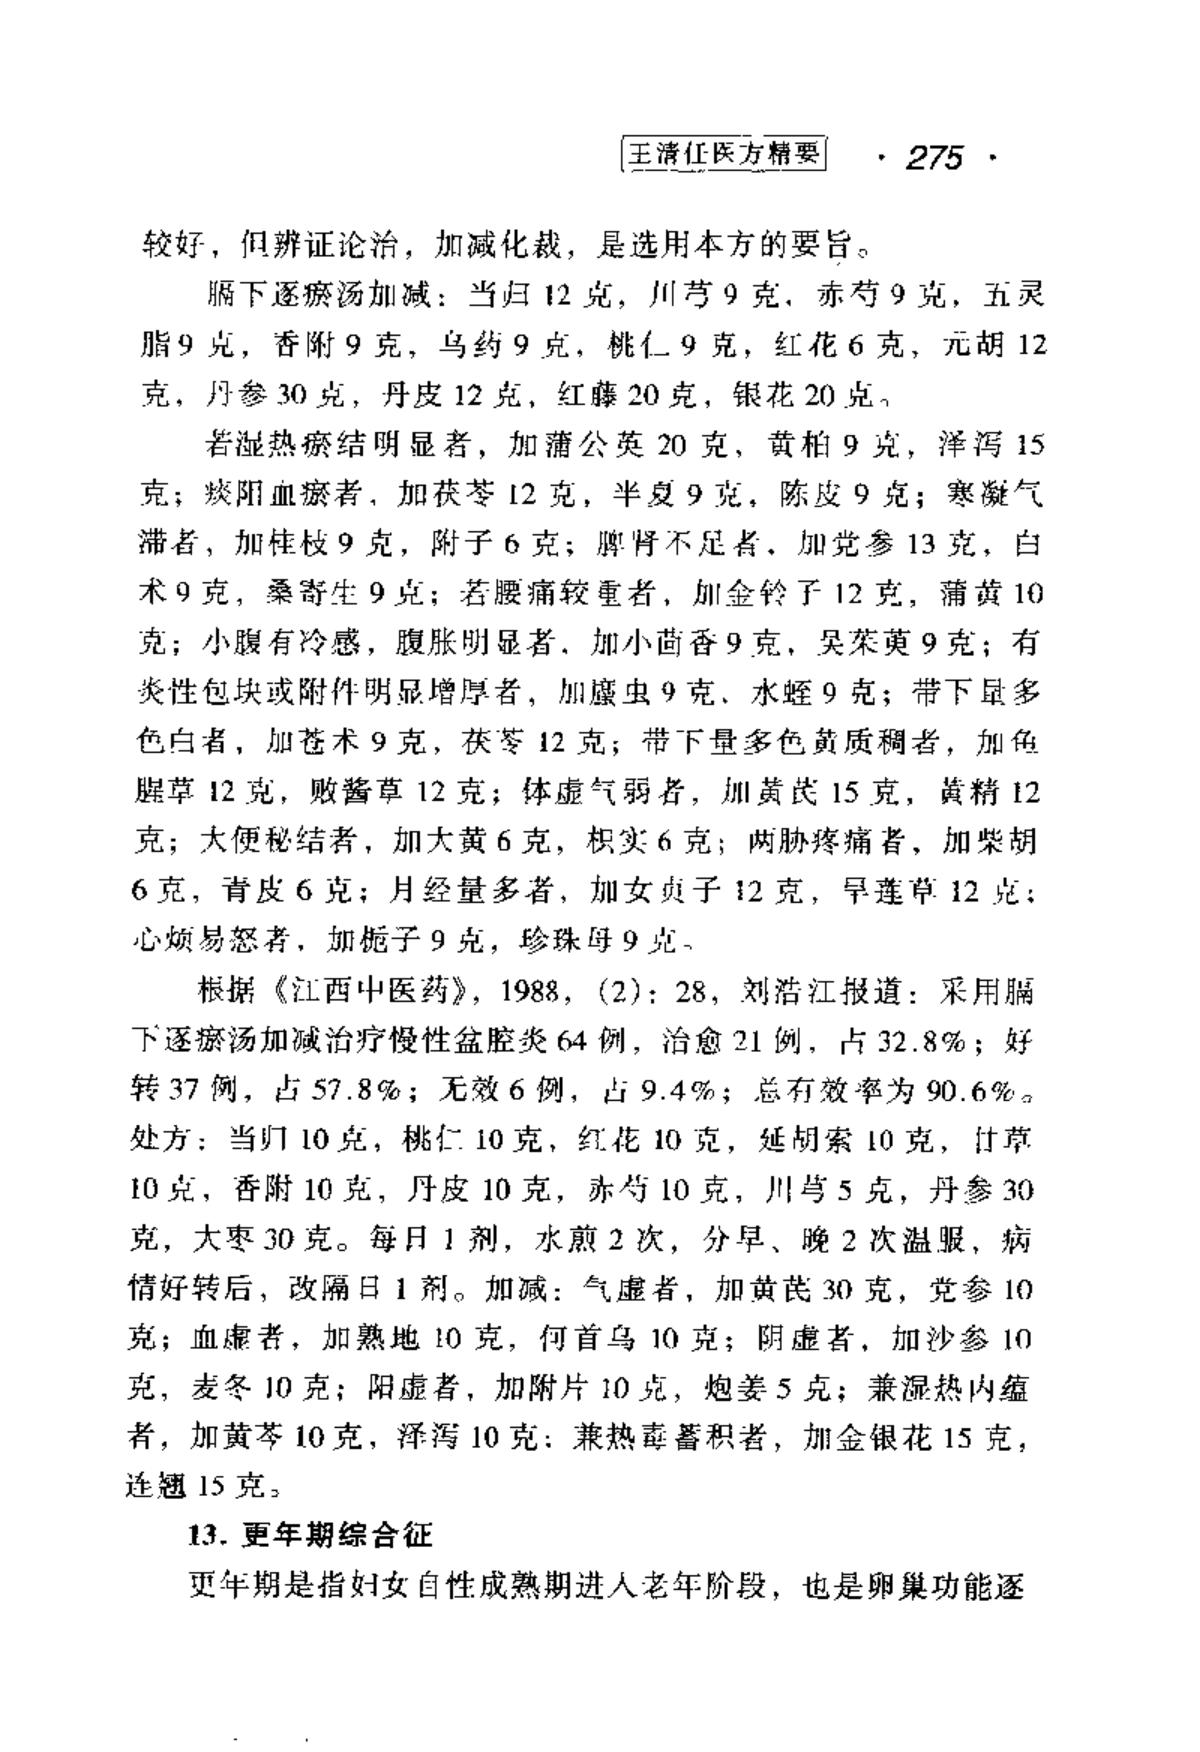 王清任医方精要 · 275 ·
较好，但辨证论治，加减化裁，是选用本方的要旨。
膈下逐瘀汤加减：当归 12 克，川芎 9 克，赤芍 9 克，五灵
脂 9 克，香附 9 克，乌药 9 克，桃仁 9 克，红花 6 克，元胡 12
克，丹参 30 克，丹皮 12 克，红藤 20 克，银花 20 克。
若湿热瘀结明显者，加蒲公英 20 克，黄柏 9 克，泽泻 15
克；痰阳血瘀者，加茯苓 12 克，半夏 9 克，陈皮 9 克；寒凝气
滞者，加桂枝 9 克，附子 6 克；脾肾不足者，加党参 13 克，白
术 9 克，桑寄生 9 克；若腰痛较重者，加金铃子 12 克，蒲黄 10
克；小腹有冷感，腹胀明显者，加小茴香 9 克，吴茱萸 9 克；有
炎性包块或附件明显增厚者，加䗪虫 9 克、水蛭 9 克；带下量多
色白者，加苍术 9 克，茯苓 12 克；带下量多色黄质稠者，加鱼
腥草 12 克，败酱草 12 克；体虚气弱者，加黄芪 15 克，黄精 12
克；大便秘结者，加大黄 6 克，枳实 6 克；两胁疼痛者，加柴胡
6 克，青皮 6 克；月经量多者，加女贞子 12 克，旱莲草 12 克；
心烦易怒者，加栀子 9 克，珍珠母 9 克。
根据《江西中医药》，1988，(2)：28，刘浩江报道：采用膈
下逐瘀汤加减治疗慢性盆腔炎 64 例，治愈 21 例，占 32.8%；好
转 37 例，占 57.8%；无效 6 例，占 9.4%；总有效率为 90.6%。
处方：当归 10 克，桃仁 10 克，红花 10 克，延胡索 10 克，甘草
10 克，香附 10 克，丹皮 10 克，赤芍 10 克，川芎 5 克，丹参 30
克，大枣 30 克。每日 1 剂，水煎 2 次，分早、晚 2 次温服，病
情好转后，改隔日 1 剂。加减：气虚者，加黄芪 30 克，党参 10
克；血虚者，加熟地 10 克，何首乌 10 克；阴虚者，加沙参 10
克，麦冬 10 克；阳虚者，加附片 10 克，炮姜 5 克；兼湿热内蕴
者，加黄芩 10 克，泽泻 10 克；兼热毒蓄积者，加金银花 15 克，
连翘 15 克。
13. 更年期综合征
更年期是指妇女自性成熟期进入老年阶段，也是卵巢功能逐